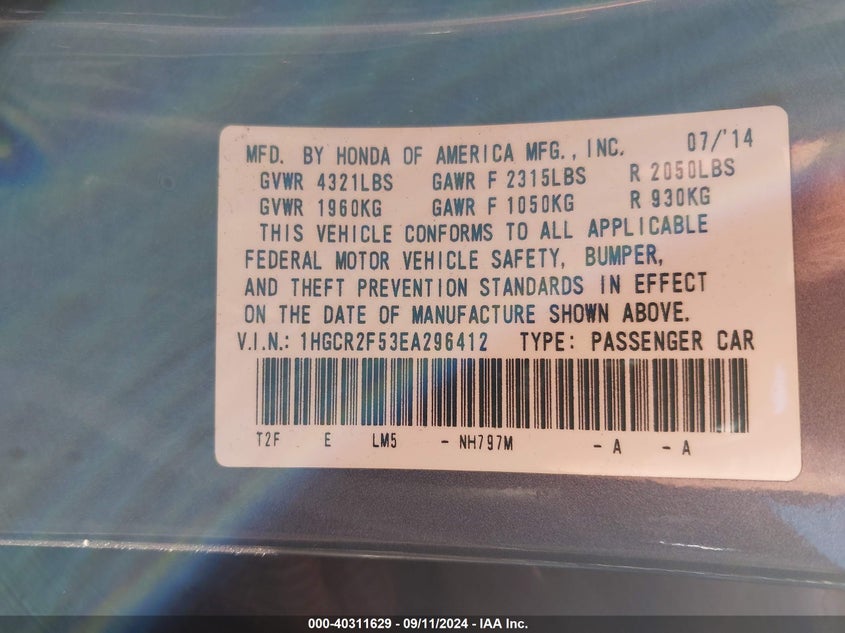 MFD. BY HONDA OF AMERICA MFG., INC. 07/'14
GVWR 4321LBS GAWR F 2315LBS R 2050LBS
GVWR 1960KG GAWR F 1050KG R 930KG
THIS VEHICLE CONFORMS TO ALL APPLICABLE
FEDERAL MOTOR VEHICLE SAFETY, BUMPER,
AND THEFT PREVENTION STANDARDS IN EFFECT
ON THE DATE OF MANUFACTURE SHOWN ABOVE.
V.I.N.: 1HGCR2F53EA296412 TYPE: PASSENGER CAR
T2F E LM5 - NH797M - A - A
000-40311629 - 09/11/2024 - IAA Inc.